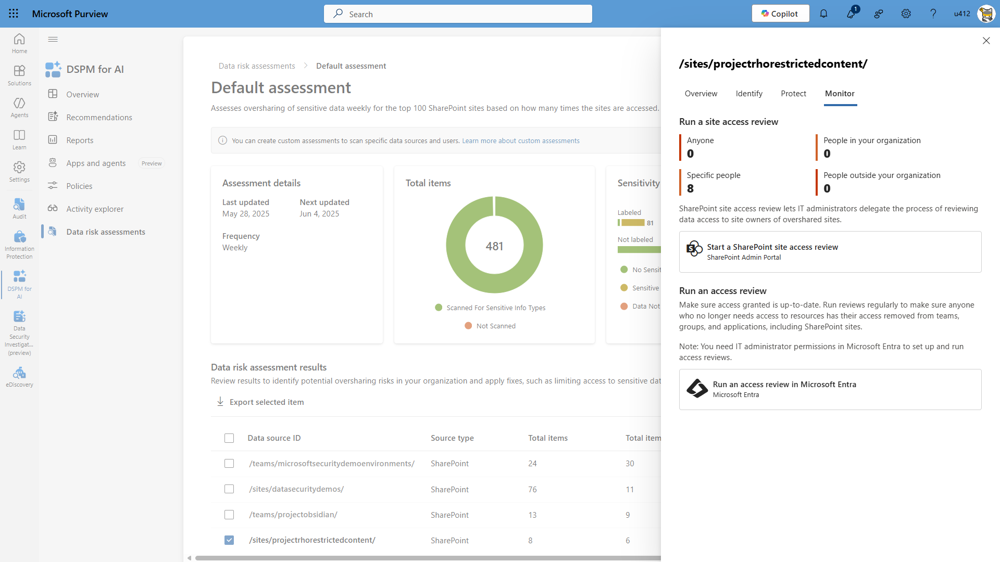 Microsoft Purview
Search
Copilot
1
u412
Home
Solutions
Agents
Learn
Settings
Audit
Information
Protection
DSPM for
AI
Data
Security
Investigat...
(preview)
eDiscovery
DSPM for AI
Overview
Recommendations
Reports
Apps and agents Preview
Policies
Activity explorer
Data risk assessments
Data risk assessments > Default assessment
Default assessment
Assesses oversharing of sensitive data weekly for the top 100 SharePoint sites based on how many times the sites are accessed.
You can create custom assessments to scan specific data sources and users. Learn more about custom assessments
Assessment details
Last updated Next updated
May 28, 2025 Jun 4, 2025
Frequency
Weekly
Total items
481
Scanned For Sensitive Info Types
Not Scanned
Sensitivity
Labeled
81
Not labeled
No Sensit
Sensitive
Data Not
Data risk assessment results
Review results to identify potential oversharing risks in your organization and apply fixes, such as limiting access to sensitive dat
Export selected item
Data source ID Source type Total items Total item
/teams/microsoftsecuritydemoenvironments/ SharePoint 24 30
/sites/datasecuritydemos/ SharePoint 76 11
/teams/projectobsidian/ SharePoint 13 9
/sites/projectrhorestrictedcontent/ SharePoint 8 6
/sites/projectrhorestrictedcontent/
Overview Identify Protect Monitor
Run a site access review
Anyone People in your organization
0 0
Specific people People outside your organization
8 0
SharePoint site access review lets IT administrators delegate the process of reviewing
data access to site owners of overshared sites.
Start a SharePoint site access review
SharePoint Admin Portal
Run an access review
Make sure access granted is up-to-date. Run reviews regularly to make sure anyone
who no longer needs access to resources has their access removed from teams,
groups, and applications, including SharePoint sites.
Note: You need IT administrator permissions in Microsoft Entra to set up and run
access reviews.
Run an access review in Microsoft Entra
Microsoft Entra